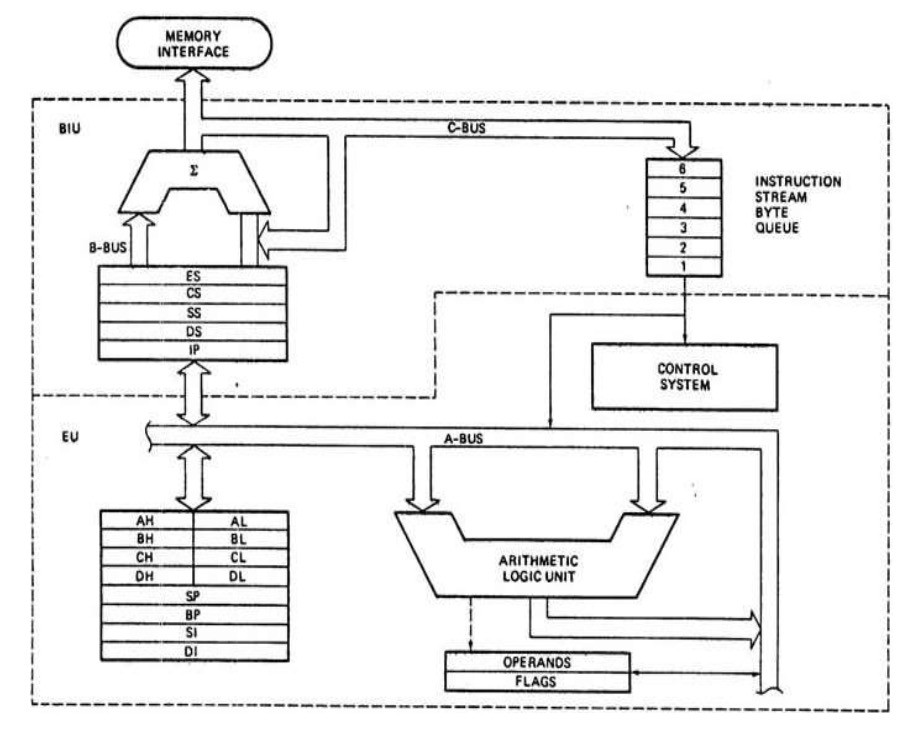 MEMORY
INTERFACE
BIU
C-BUS
Σ
B-BUS
6
5
4
3
2
1
INSTRUCTION
STREAM
BYTE
QUEUE
ES
CS
SS
DS
IP
CONTROL
SYSTEM
EU
A-BUS
AH AL
BH BL
CH CL
DH DL
SP
BP
SI
DI
ARITHMETIC
LOGIC UNIT
OPERANDS
FLAGS